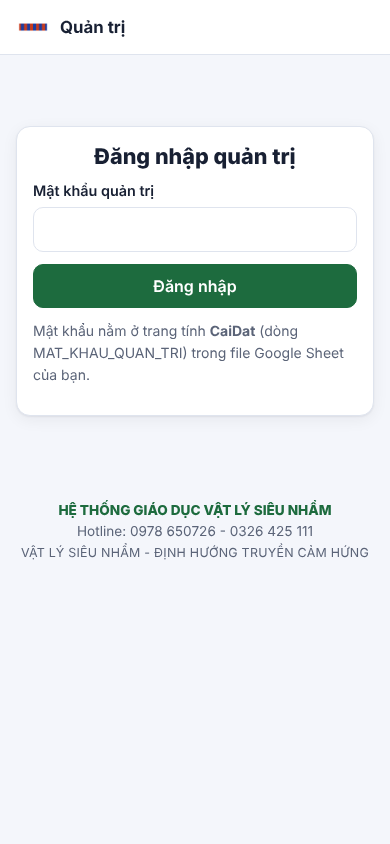 Quản trị
Đăng nhập quản trị
Mật khẩu quản trị
Đăng nhập
Mật khẩu nằm ở trang tính CaiDat (dòng
MAT_KHAU_QUAN_TRI) trong file Google Sheet
của bạn.
HỆ THỐNG GIÁO DỤC VẬT LÝ SIÊU NHẨM
Hotline: 0978 650726 - 0326 425 111
VẬT LÝ SIÊU NHẨM - ĐỊNH HƯỚNG TRUYỀN CẢM HỨNG